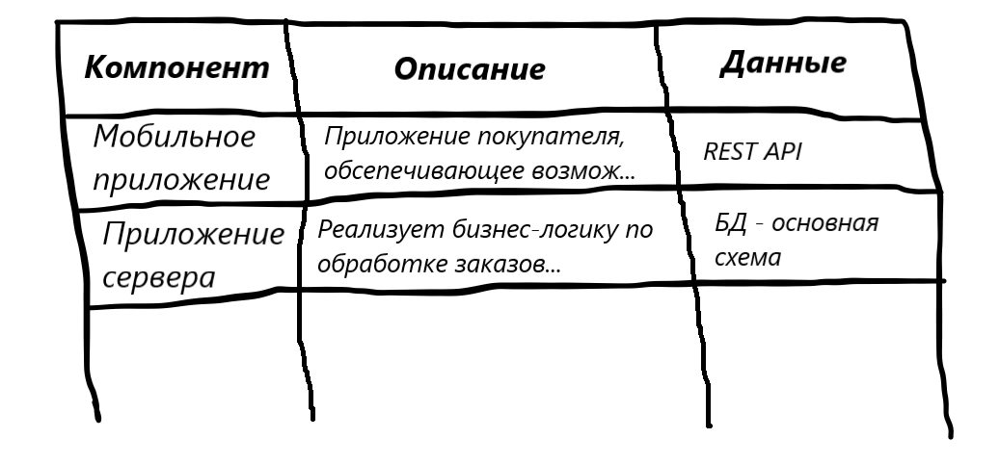 Компонент
Описание
Данные
Мобильное
приложение
Приложение покупателя,
обсепечивающее возмож...
REST API
Приложение
сервера
Реализует бизнес-логику по
обработке заказов...
БД - основная
схема